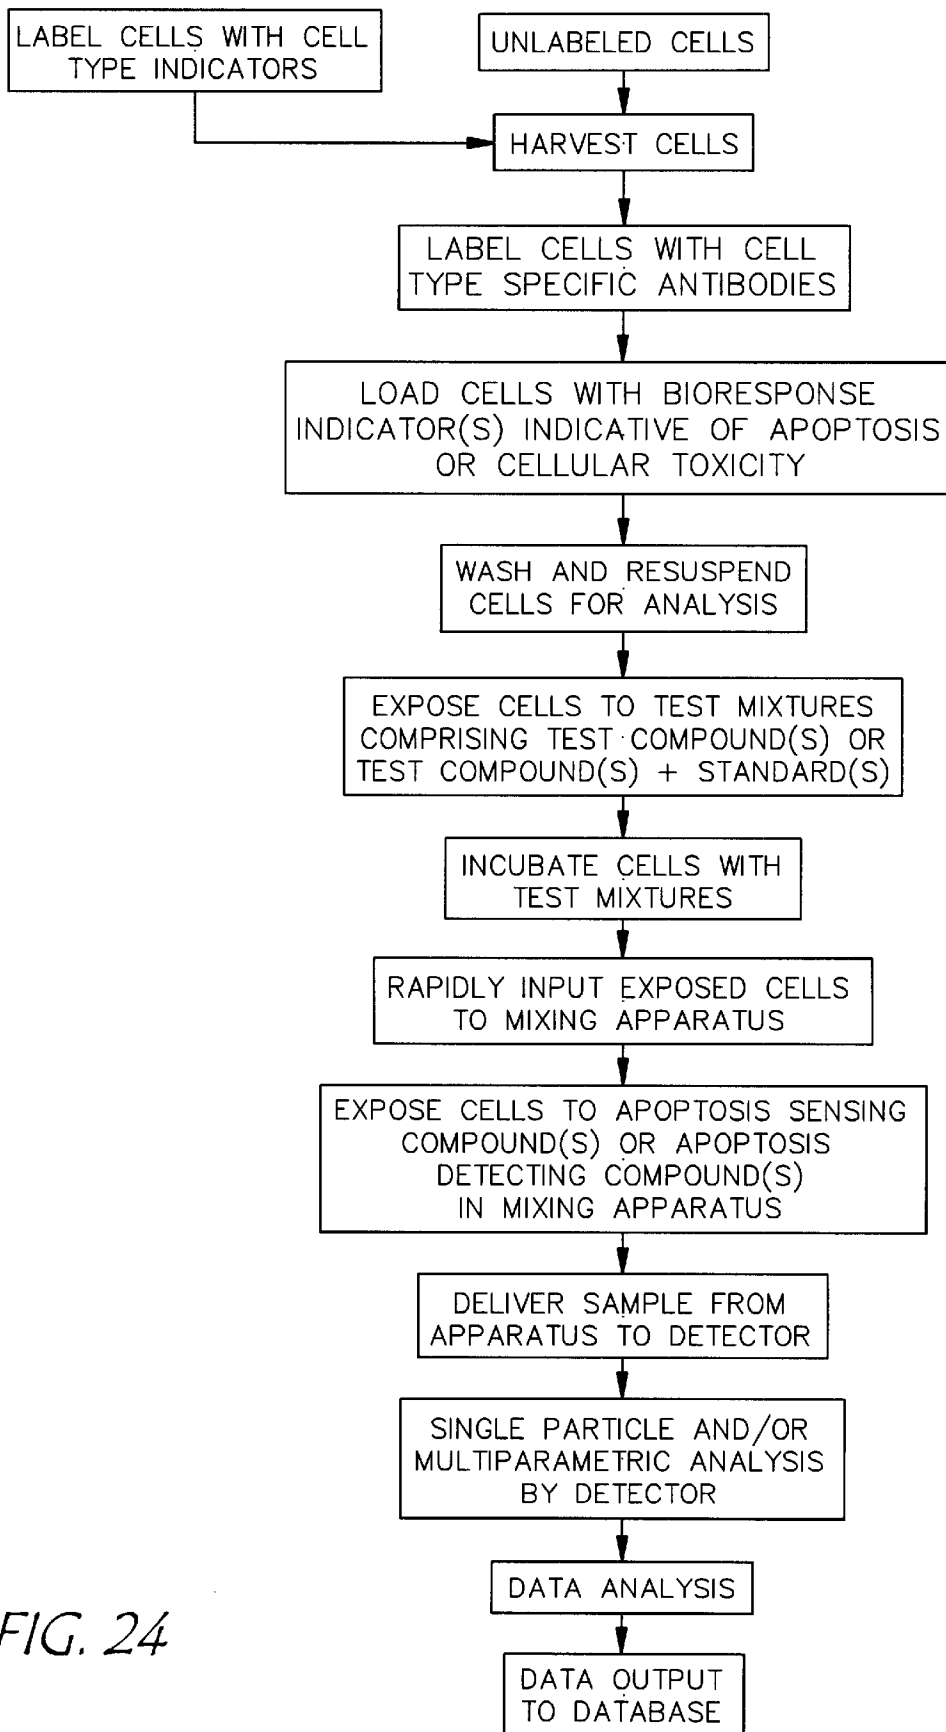 LABEL CELLS WITH CELL
TYPE INDICATORS
UNLABELED CELLS
HARVEST CELLS
LABEL CELLS WITH CELL
TYPE SPECIFIC ANTIBODIES
LOAD CELLS WITH BIORESPONSE
INDICATOR(S) INDICATIVE OF APOPTOSIS
OR CELLULAR TOXICITY
WASH AND RESUSPEND
CELLS FOR ANALYSIS
EXPOSE CELLS TO TEST MIXTURES
COMPRISING TEST COMPOUND(S) OR
TEST COMPOUND(S) + STANDARD(S)
INCUBATE CELLS WITH
TEST MIXTURES
RAPIDLY INPUT EXPOSED CELLS
TO MIXING APPARATUS
EXPOSE CELLS TO APOPTOSIS SENSING
COMPOUND(S) OR APOPTOSIS
DETECTING COMPOUND(S)
IN MIXING APPARATUS
DELIVER SAMPLE FROM
APPARATUS TO DETECTOR
SINGLE PARTICLE AND/OR
MULTIPARAMETRIC ANALYSIS
BY DETECTOR
DATA ANALYSIS
DATA OUTPUT
TO DATABASE
FIG. 24